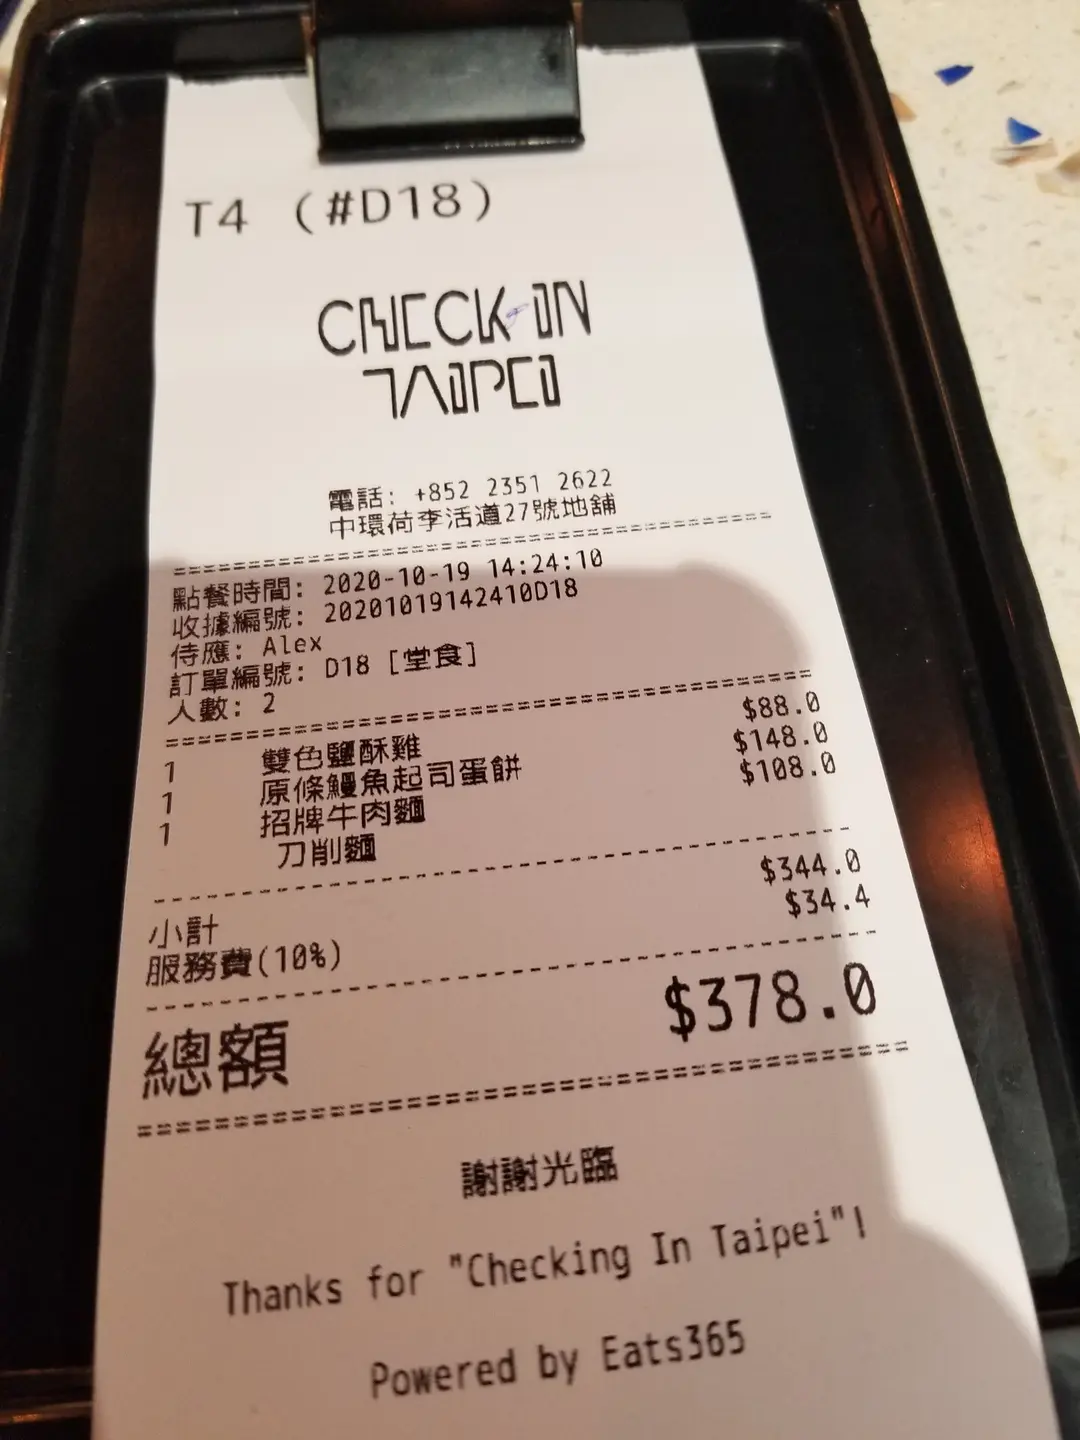 T4 (#D18)
CHECK-IN
TAIPEI
電話: +852 2351 2622
中環荷李活道27號地舖
點餐時間: 2020-10-19 14:24:10
收據編號: 20201019142410D18
侍應: Alex
訂單編號: D18 [堂食]
人數: 2
1 雙色鹽酥雞 $88.0
1 原條鰻魚起司蛋餅 $148.0
1 招牌牛肉麵 $108.0
刀削麵
小計 $344.0
服務費(10%) $34.4
總額 $378.0
謝謝光臨
Thanks for "Checking In Taipei"!
Powered by Eats365